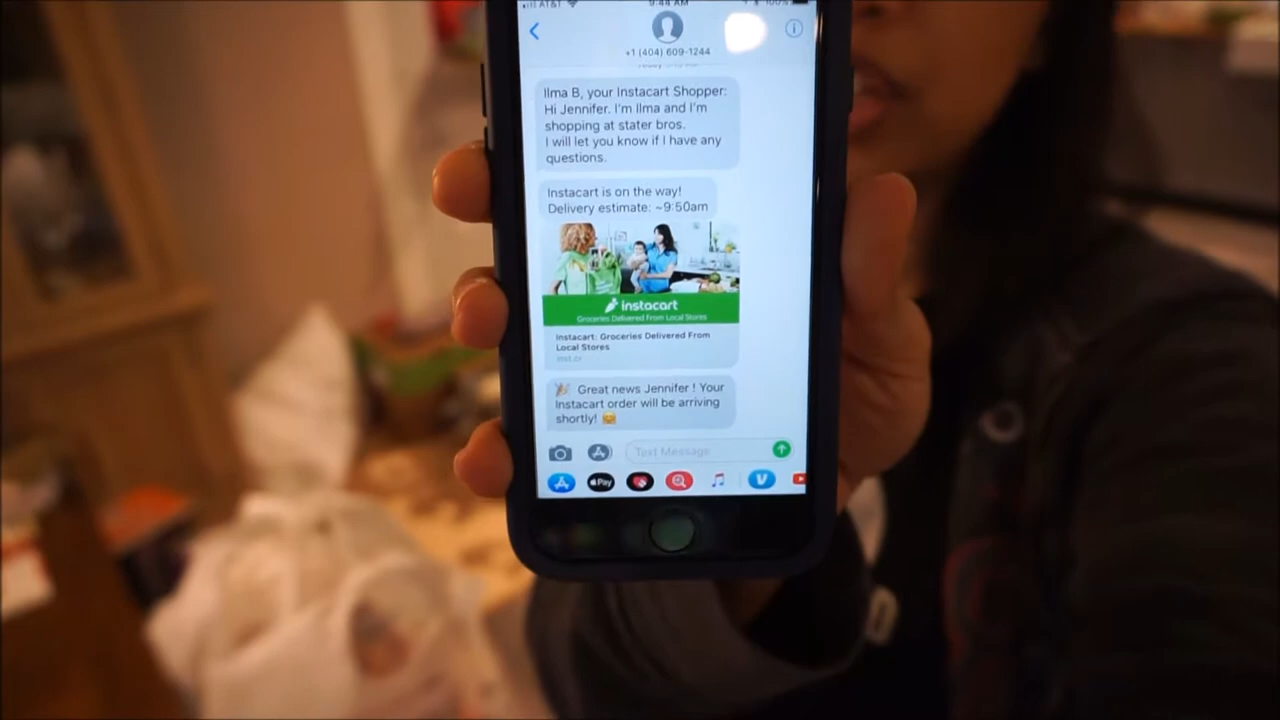 AT&T 9:44 AM 100%
+1 (404) 609-1244
Ilma B, your Instacart Shopper:
Hi Jennifer. I'm Ilma and I'm
shopping at stater bros.
I will let you know if I have any
questions.
Instacart is on the way!
Delivery estimate: ~9:50am
instacart
Groceries Delivered From Local Stores
Instacart: Groceries Delivered From
Local Stores
inst.cr
🎉 Great news Jennifer ! Your
Instacart order will be arriving
shortly! 😊
Text Message
Pay